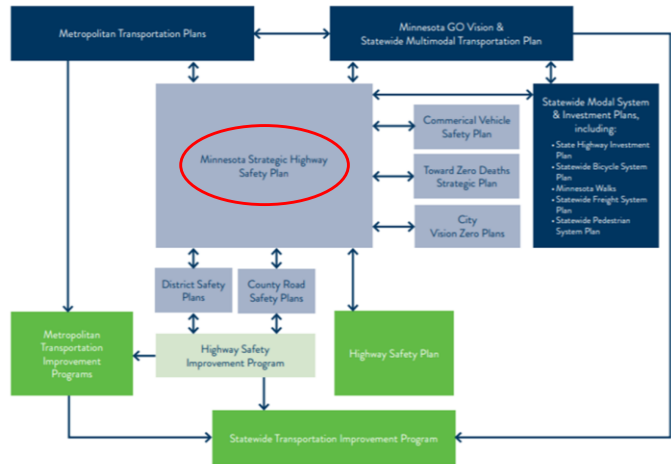 Metropolitan Transportation Plans
Minnesota GO Vision &
Statewide Multimodal Transportation Plan
Minnesota Strategic Highway
Safety Plan
Commerical Vehicle
Safety Plan
Toward Zero Deaths
Strategic Plan
City
Vision Zero Plans
Statewide Modal System
& Investment Plans,
including:
• State Highway Investment
Plan
• Statewide Bicycle System
Plan
• Minnesota Walks
• Statewide Freight System
Plan
• Statewide Pedestrian
System Plan
District Safety
Plans
County Road
Safety Plans
Metropolitan
Transportation
Improvement
Programs
Highway Safety
Improvement Program
Highway Safety Plan
Statewide Transportation Improvement Program